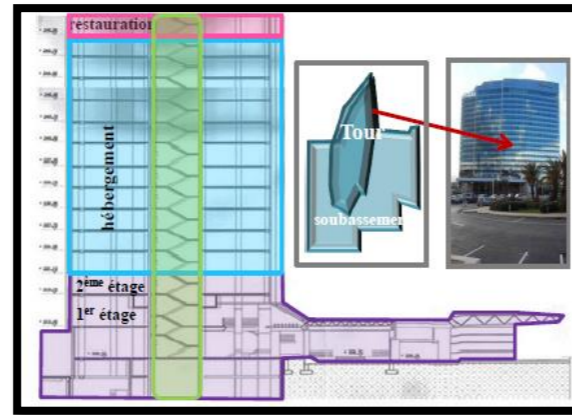 restauration
hébergement
2ème étage
1er étage
Tour
soubassemen